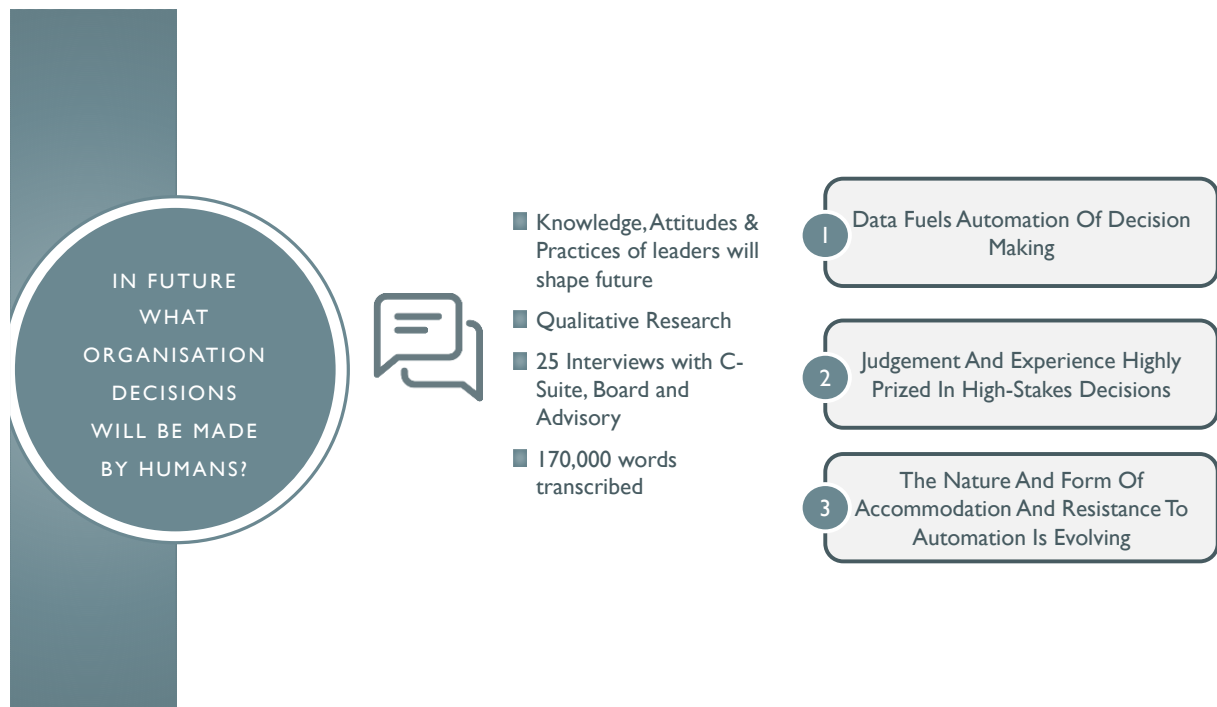 IN FUTURE
WHAT
ORGANISATION
DECISIONS
WILL BE MADE
BY HUMANS?
Knowledge, Attitudes &
Practices of leaders will
shape future
Qualitative Research
25 Interviews with C-
Suite, Board and
Advisory
170,000 words
transcribed
1
Data Fuels Automation Of Decision
Making
2
Judgement And Experience Highly
Prized In High-Stakes Decisions
3
The Nature And Form Of
Accommodation And Resistance To
Automation Is Evolving